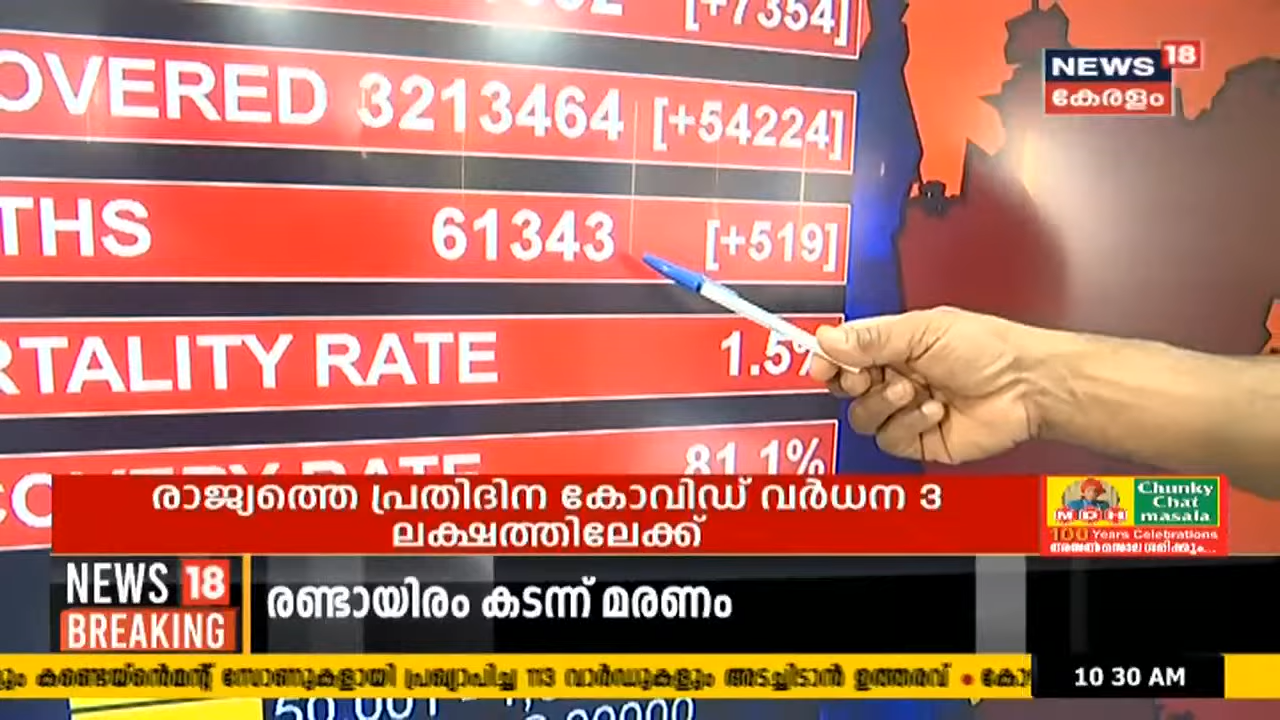 [+7354]
OVERED 3213464 [+54224]
THS 61343 [+519]
RTALITY RATE 1.5%
COVERY RATE 81.1%
NEWS 18
കേരളം
രാജ്യത്തെ പ്രതിദിന കോവിഡ് വർധന 3
ലക്ഷത്തിലേക്ക്
MDH
Chunky
Chat
masala
100 Years Celebrations
NEWS 18
BREAKING
രണ്ടായിരം കടന്ന് മരണം
ും കണ്ടെയ്ൻമെന്റ് സോണുകളായി പ്രഖ്യാപിച്ച 113 വാർഡുകളും അടച്ചിടാൻ ഉത്തരവ് • കോ
10 30 AM